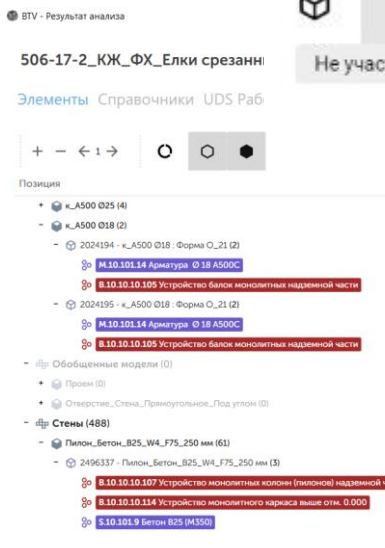 BTV - Результат анализа
506-17-2_КЖ_ФХ_Елки
Не
Элементы Справочники UDS
+ − ← 1 →
Позиция
+ к_А500 Ø25 (4)
- к_А500 Ø18 (2)
- 2024194 - к_А500 Ø18 : Форма О_21 (2)
М.10.101.14 Арматура Ø 18 А500С
В.10.10.10.105 Устройство балок монолитных надземной части
- 2024195 - к_А500 Ø18 : Форма О_21 (2)
М.10.101.14 Арматура Ø 18 А500С
В.10.10.10.105 Устройство балок монолитных надземной части
- Обобщенные модели (0)
+ Проем (0)
+ Отверстие_Стена_Прямоугольное_Под углом (0)
- Стены (488)
- Пилон_Бетон_В25_W4_F75_250 мм (61)
- 2496337 - Пилон_Бетон_В25_W4_F75_250 мм (3)
В.10.10.10.107 Устройство монолитных колонн (пилонов) надземной
В.10.10.10.114 Устройство монолитного каркаса выше отм. 0.000
S.10.101.9 Бетон В25 (М350)